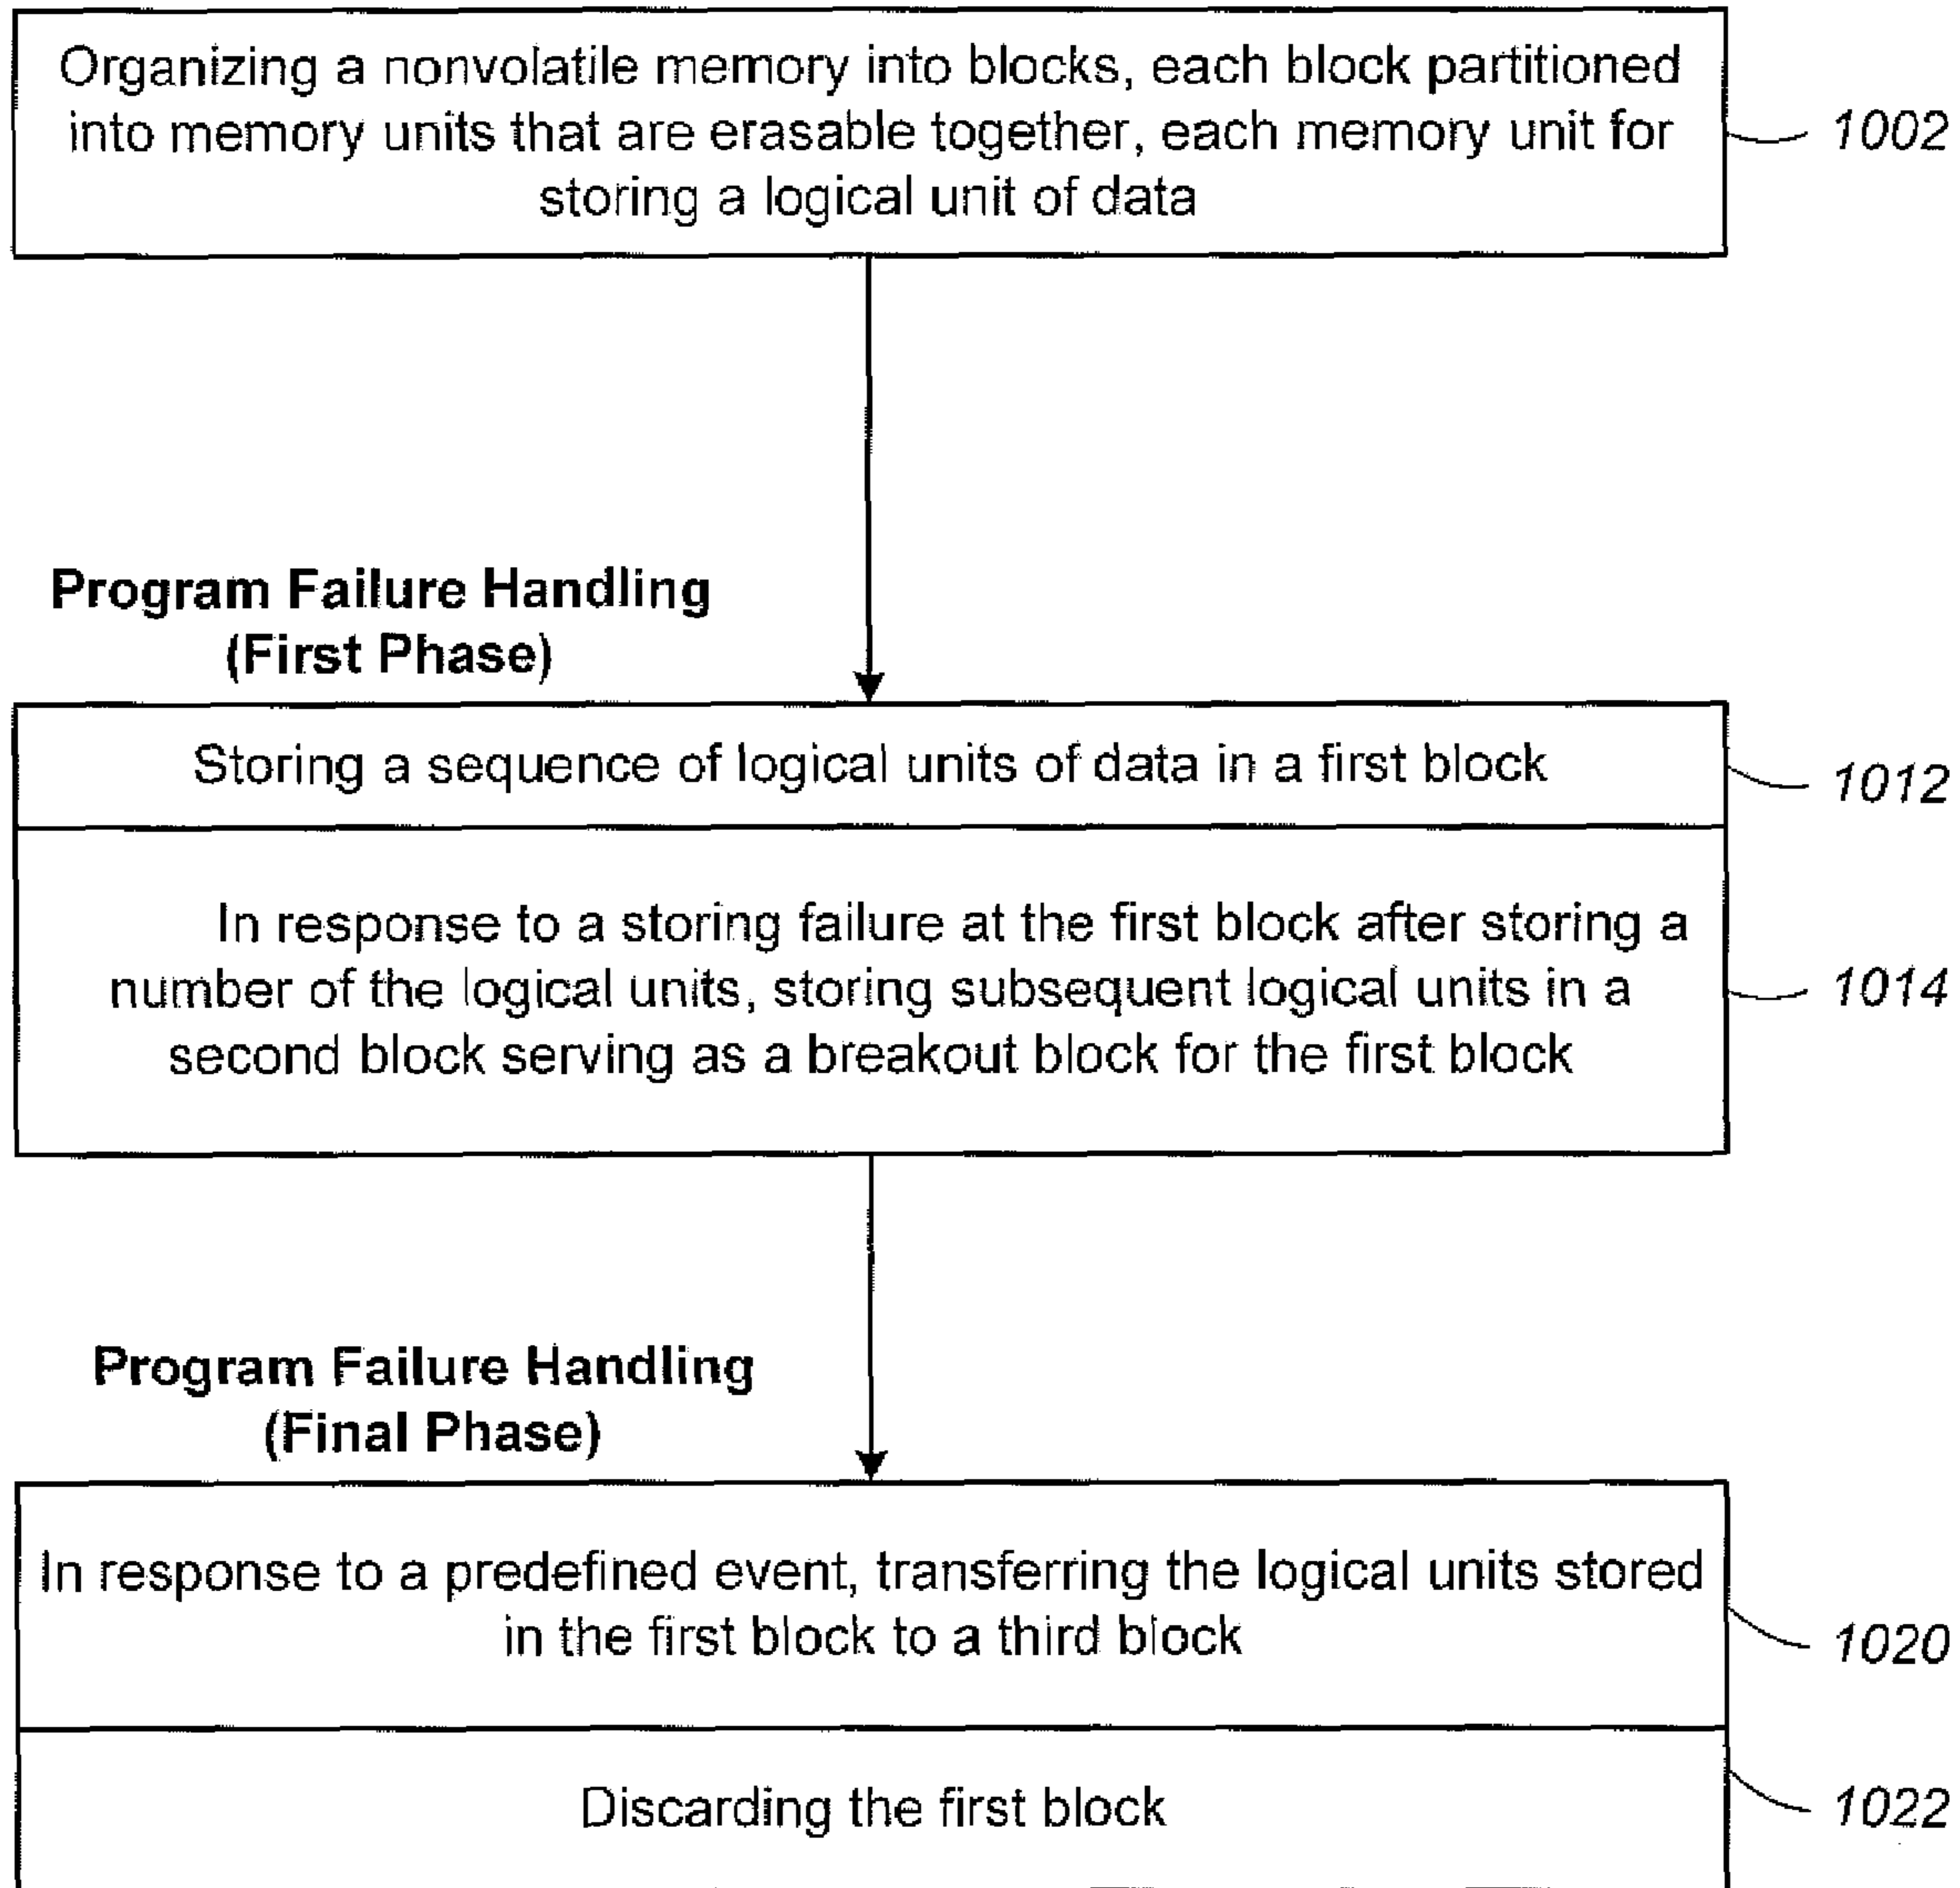 Organizing a nonvolatile memory into blocks, each block partitioned
into memory units that are erasable together, each memory unit for
storing a logical unit of data
1002
Program Failure Handling
(First Phase)
Storing a sequence of logical units of data in a first block
1012
In response to a storing failure at the first block after storing a
number of the logical units, storing subsequent logical units in a
second block serving as a breakout block for the first block
1014
Program Failure Handling
(Final Phase)
In response to a predefined event, transferring the logical units stored
in the first block to a third block
1020
Discarding the first block
1022